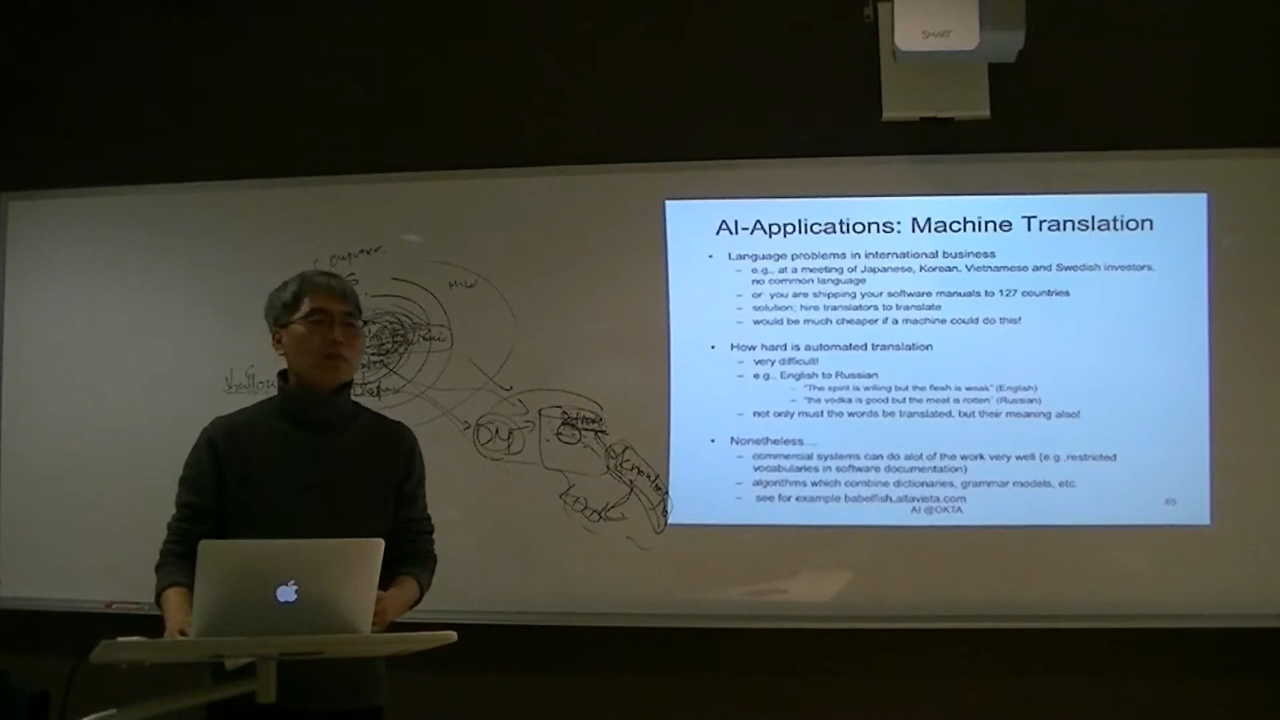 SMART
AI-Applications: Machine Translation
• Language problems in international business
– e.g., at a meeting of Japanese, Korean, Vietnamese and Swedish investors,
no common language
– or you are shipping your software manuals to 127 countries
– solution; hire translators to translate
– would be much cheaper if a machine could do this!
• How hard is automated translation
– very difficult!
– e.g., English to Russian
– "The spirit is willing but the flesh is weak" (English)
– "the vodka is good but the meat is rotten" (Russian)
– not only must the words be translated, but their meaning also!
• Nonetheless....
– commercial systems can do alot of the work very well (e.g.,restricted
vocabularies in software documentation)
– algorithms which combine dictionaries, grammar models, etc.
– see for example babelfish.altavista.com
AI @OKTA
65